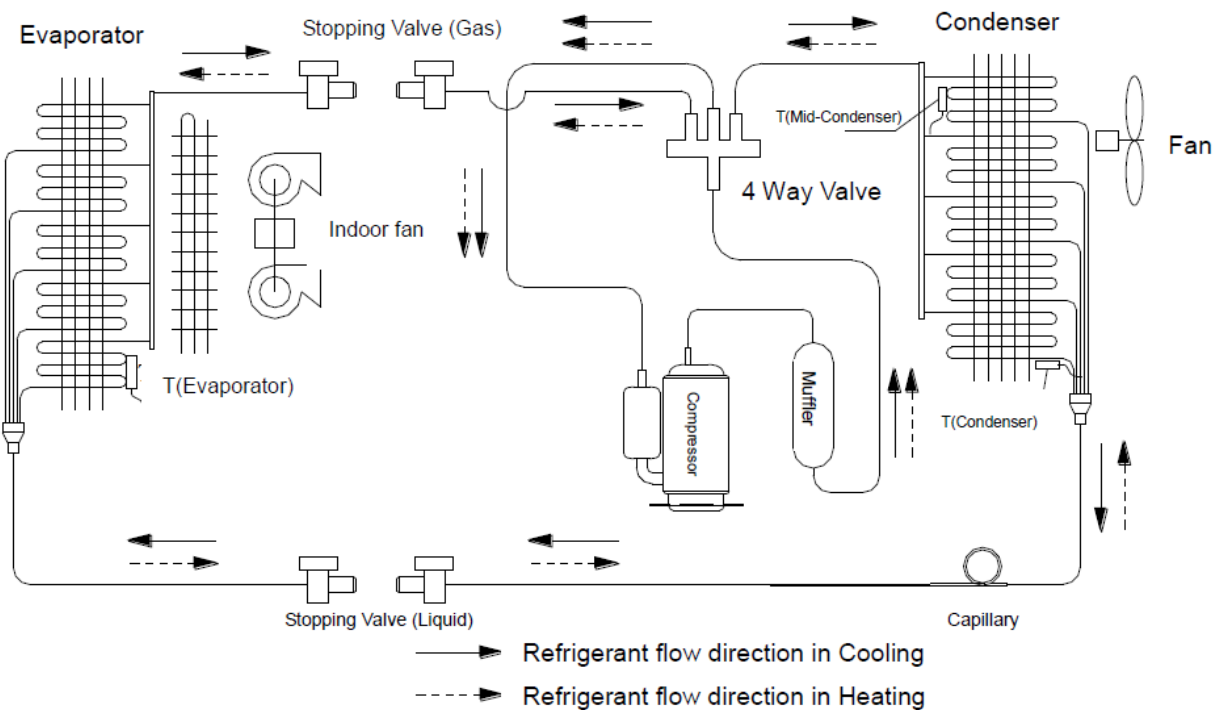 Evaporator
Stopping Valve (Gas)
Condenser
T(Mid-Condenser)
Fan
4 Way Valve
Indoor fan
T(Evaporator)
Compressor
Muffler
T(Condenser)
Stopping Valve (Liquid)
Capillary
Refrigerant flow direction in Cooling
Refrigerant flow direction in Heating